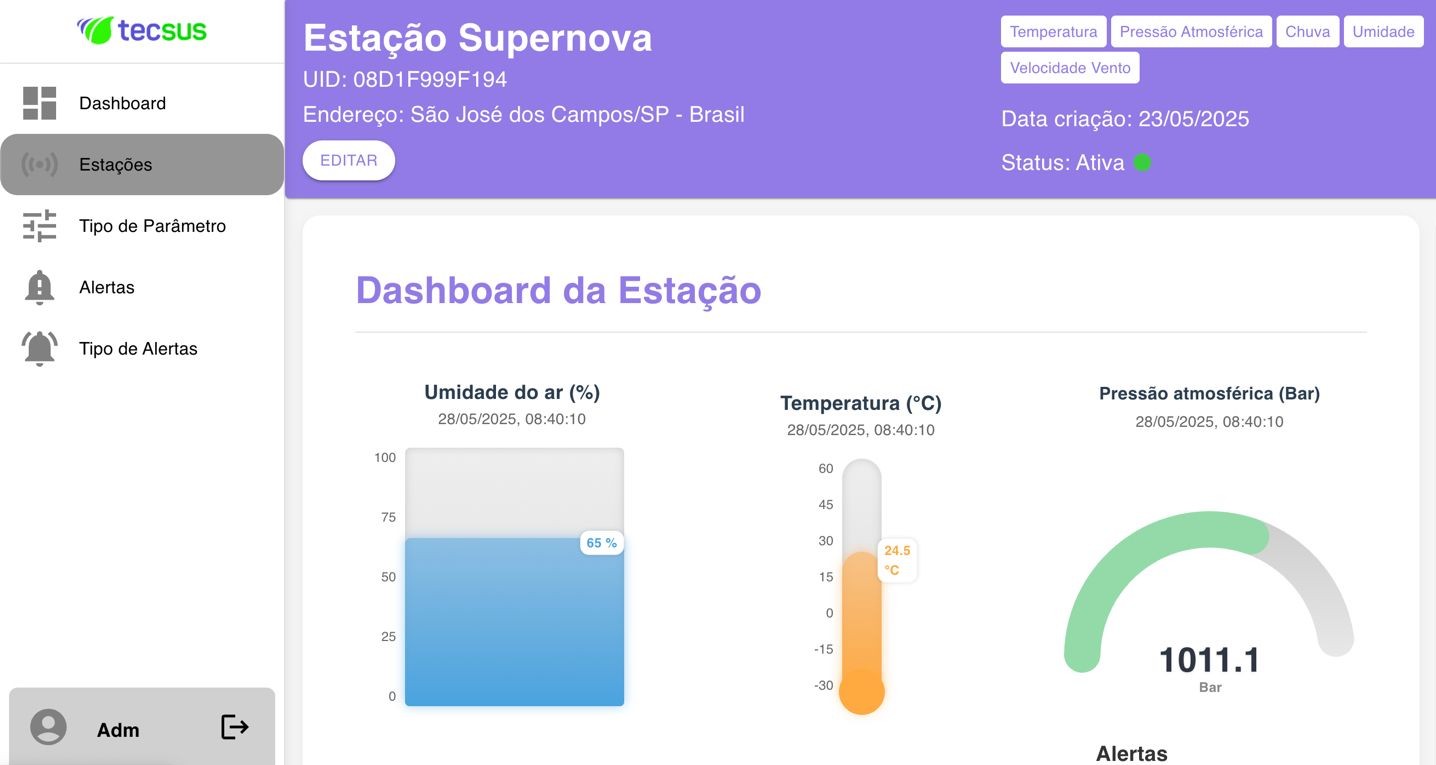 tecsus
Dashboard
Estações
Tipo de Parâmetro
Alertas
Tipo de Alertas
Adm
Estação Supernova
UID: 08D1F999F194
Endereço: São José dos Campos/SP - Brasil
EDITAR
Temperatura Pressão Atmosférica Chuva Umidade
Velocidade Vento
Data criação: 23/05/2025
Status: Ativa
Dashboard da Estação
Umidade do ar (%)
28/05/2025, 08:40:10
100
75
65 %
50
25
0
Temperatura (°C)
28/05/2025, 08:40:10
60
45
30
24.5
°C
15
0
-15
-30
Pressão atmosférica (Bar)
28/05/2025, 08:40:10
1011.1
Bar
Alertas